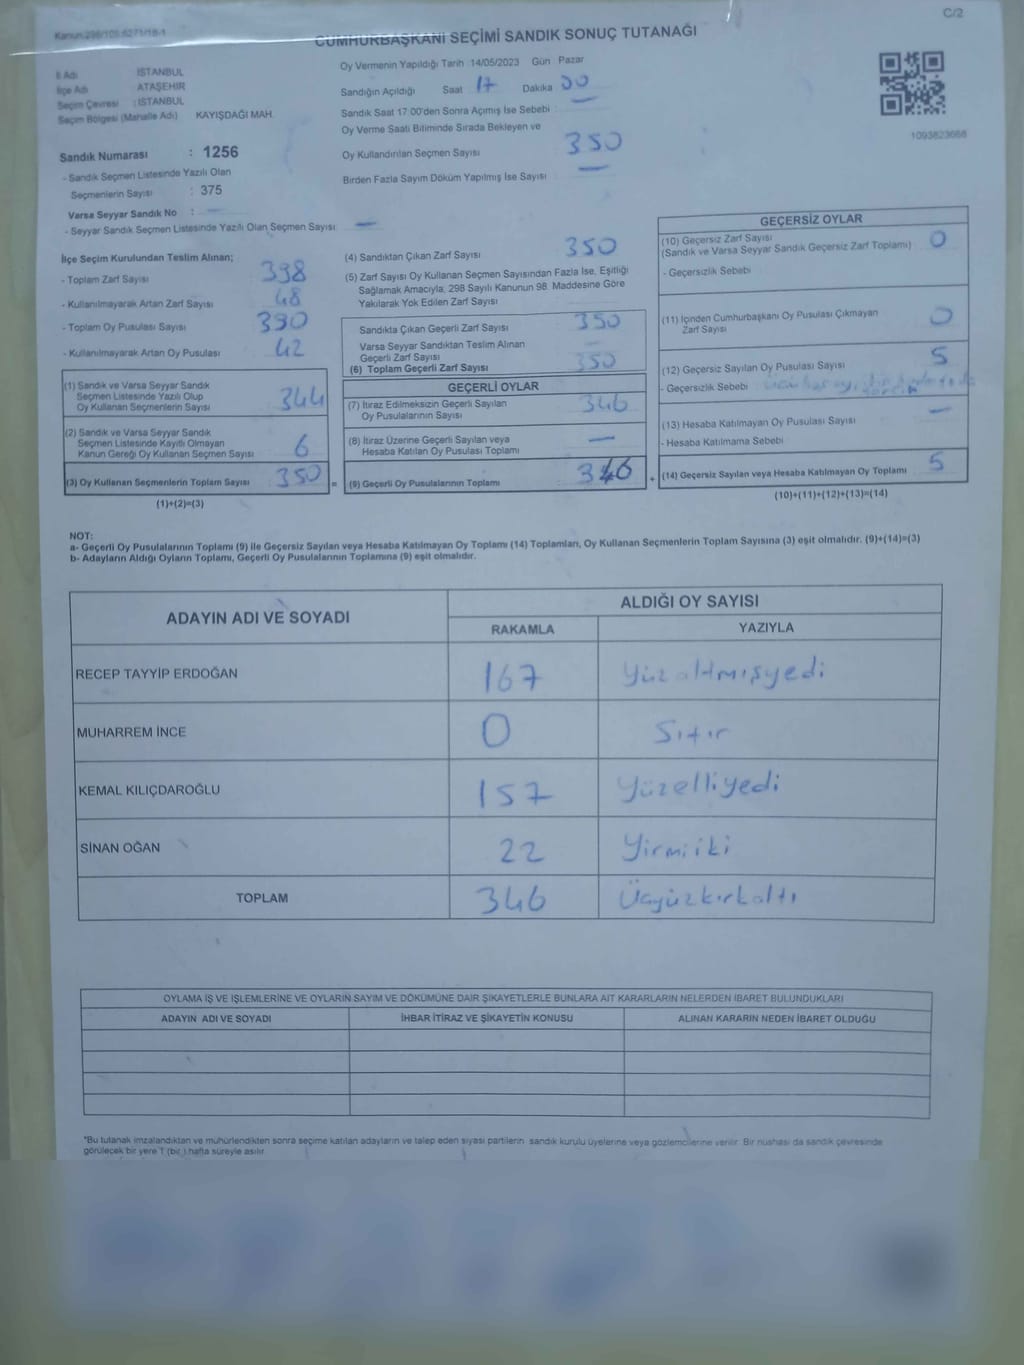 Kanun:298/105,6271/18-1
C/2
CUMHURBAŞKANI SEÇİMİ SANDIK SONUÇ TUTANAĞI
İl Adı : İSTANBUL
İlçe Adı ATAŞEHİR
Seçim Çevresi : İSTANBUL
Seçim Bölgesi (Mahalle Adı) KAYIŞDAĞI MAH.
Sandık Numarası : 1256
- Sandık Seçmen Listesinde Yazılı Olan
Seçmenlerin Sayısı : 375
Varsa Seyyar Sandık No : —
- Seyyar Sandık Seçmen Listesinde Yazılı Olan Seçmen Sayısı: —
Oy Vermenin Yapıldığı Tarih 14/05/2023 Gün Pazar
Sandığın Açıldığı Saat 17 Dakika 00
Sandık Saat 17:00'den Sonra Açımış İse Sebebi : —
Oy Verme Saati Bitiminde Sırada Bekleyen ve
Oy Kullandırılan Seçmen Sayısı 350
Birden Fazla Sayım Döküm Yapılmış İse Sayısı —
1093823668
İlçe Seçim Kurulundan Teslim Alınan;
- Toplam Zarf Sayısı 398
- Kullanılmayarak Artan Zarf Sayısı 48
- Toplam Oy Pusulası Sayısı 390
- Kullanılmayarak Artan Oy Pusulası 42
(1) Sandık ve Varsa Seyyar Sandık
Seçmen Listesinde Yazılı Olup
Oy Kullanan Seçmenlerin Sayısı 344
(2) Sandık ve Varsa Seyyar Sandık
Seçmen Listesinde Kayıtlı Olmayan
Kanun Gereği Oy Kullanan Seçmen Sayısı 6
(3) Oy Kullanan Seçmenlerin Toplam Sayısı 350
(1)+(2)=(3)
(4) Sandıktan Çıkan Zarf Sayısı 350
(5) Zarf Sayısı Oy Kullanan Seçmen Sayısından Fazla İse, Eşitliği
Sağlamak Amacıyla, 298 Sayılı Kanunun 98. Maddesine Göre
Yakılarak Yok Edilen Zarf Sayısı
Sandıkta Çıkan Geçerli Zarf Sayısı 350
Varsa Seyyar Sandıktan Teslim Alınan
Geçerli Zarf Sayısı —
(6) Toplam Geçerli Zarf Sayısı 350
GEÇERLİ OYLAR
(7) İtiraz Edilmeksizin Geçerli Sayılan
Oy Pusulalarının Sayısı 346
(8) İtiraz Üzerine Geçerli Sayılan veya
Hesaba Katılan Oy Pusulası Toplamı —
= (9) Geçerli Oy Pusulalarının Toplamı 346 +
GEÇERSİZ OYLAR
(10) Geçersiz Zarf Sayısı 0
(Sandık ve Varsa Seyyar Sandık Geçersiz Zarf Toplamı)
- Geçersizlik Sebebi
(11) İçinden Cumhurbaşkanı Oy Pusulası Çıkmayan
Zarf Sayısı 0
(12) Geçersiz Sayılan Oy Pusulası Sayısı 5
- Geçersizlik Sebebi
(13) Hesaba Katılmayan Oy Pusulası Sayısı —
- Hesaba Katılmama Sebebi
(14) Geçersiz Sayılan veya Hesaba Katılmayan Oy Toplamı 5
(10)+(11)+(12)+(13)=(14)
NOT:
a- Geçerli Oy Pusulalarının Toplamı (9) ile Geçersiz Sayılan veya Hesaba Katılmayan Oy Toplamı (14) Toplamları, Oy Kullanan Seçmenlerin Toplam Sayısına (3) eşit olmalıdır. (9)+(14)=(3)
b- Adayların Aldığı Oyların Toplamı, Geçerli Oy Pusulalarının Toplamına (9) eşit olmalıdır.
ADAYIN ADI VE SOYADI
ALDIĞI OY SAYISI
RAKAMLA YAZIYLA
RECEP TAYYİP ERDOĞAN 167 Yüzaltmışyedi
MUHARREM İNCE 0 Sıfır
KEMAL KILIÇDAROĞLU 157 Yüzelliyedi
SİNAN OĞAN 22 Yirmiiki
TOPLAM 346 Üçyüzkırkaltı
OYLAMA İŞ VE İŞLEMLERİNE VE OYLARIN SAYIM VE DÖKÜMÜNE DAİR ŞİKAYETLERLE BUNLARA AİT KARARLARIN NELERDEN İBARET BULUNDUKLARI
ADAYIN ADI VE SOYADI İHBAR İTİRAZ VE ŞİKAYETİN KONUSU ALINAN KARARIN NEDEN İBARET OLDUĞU
*Bu tutanak imzalandıktan ve mühürlendikten sonra seçime katılan adayların ve talep eden siyasi partilerin sandık kurulu üyelerine veya gözlemcilerine verilir. Bir nüshası da sandık çevresinde
görülecek bir yere 1 (bir) hafta süreyle asılır.